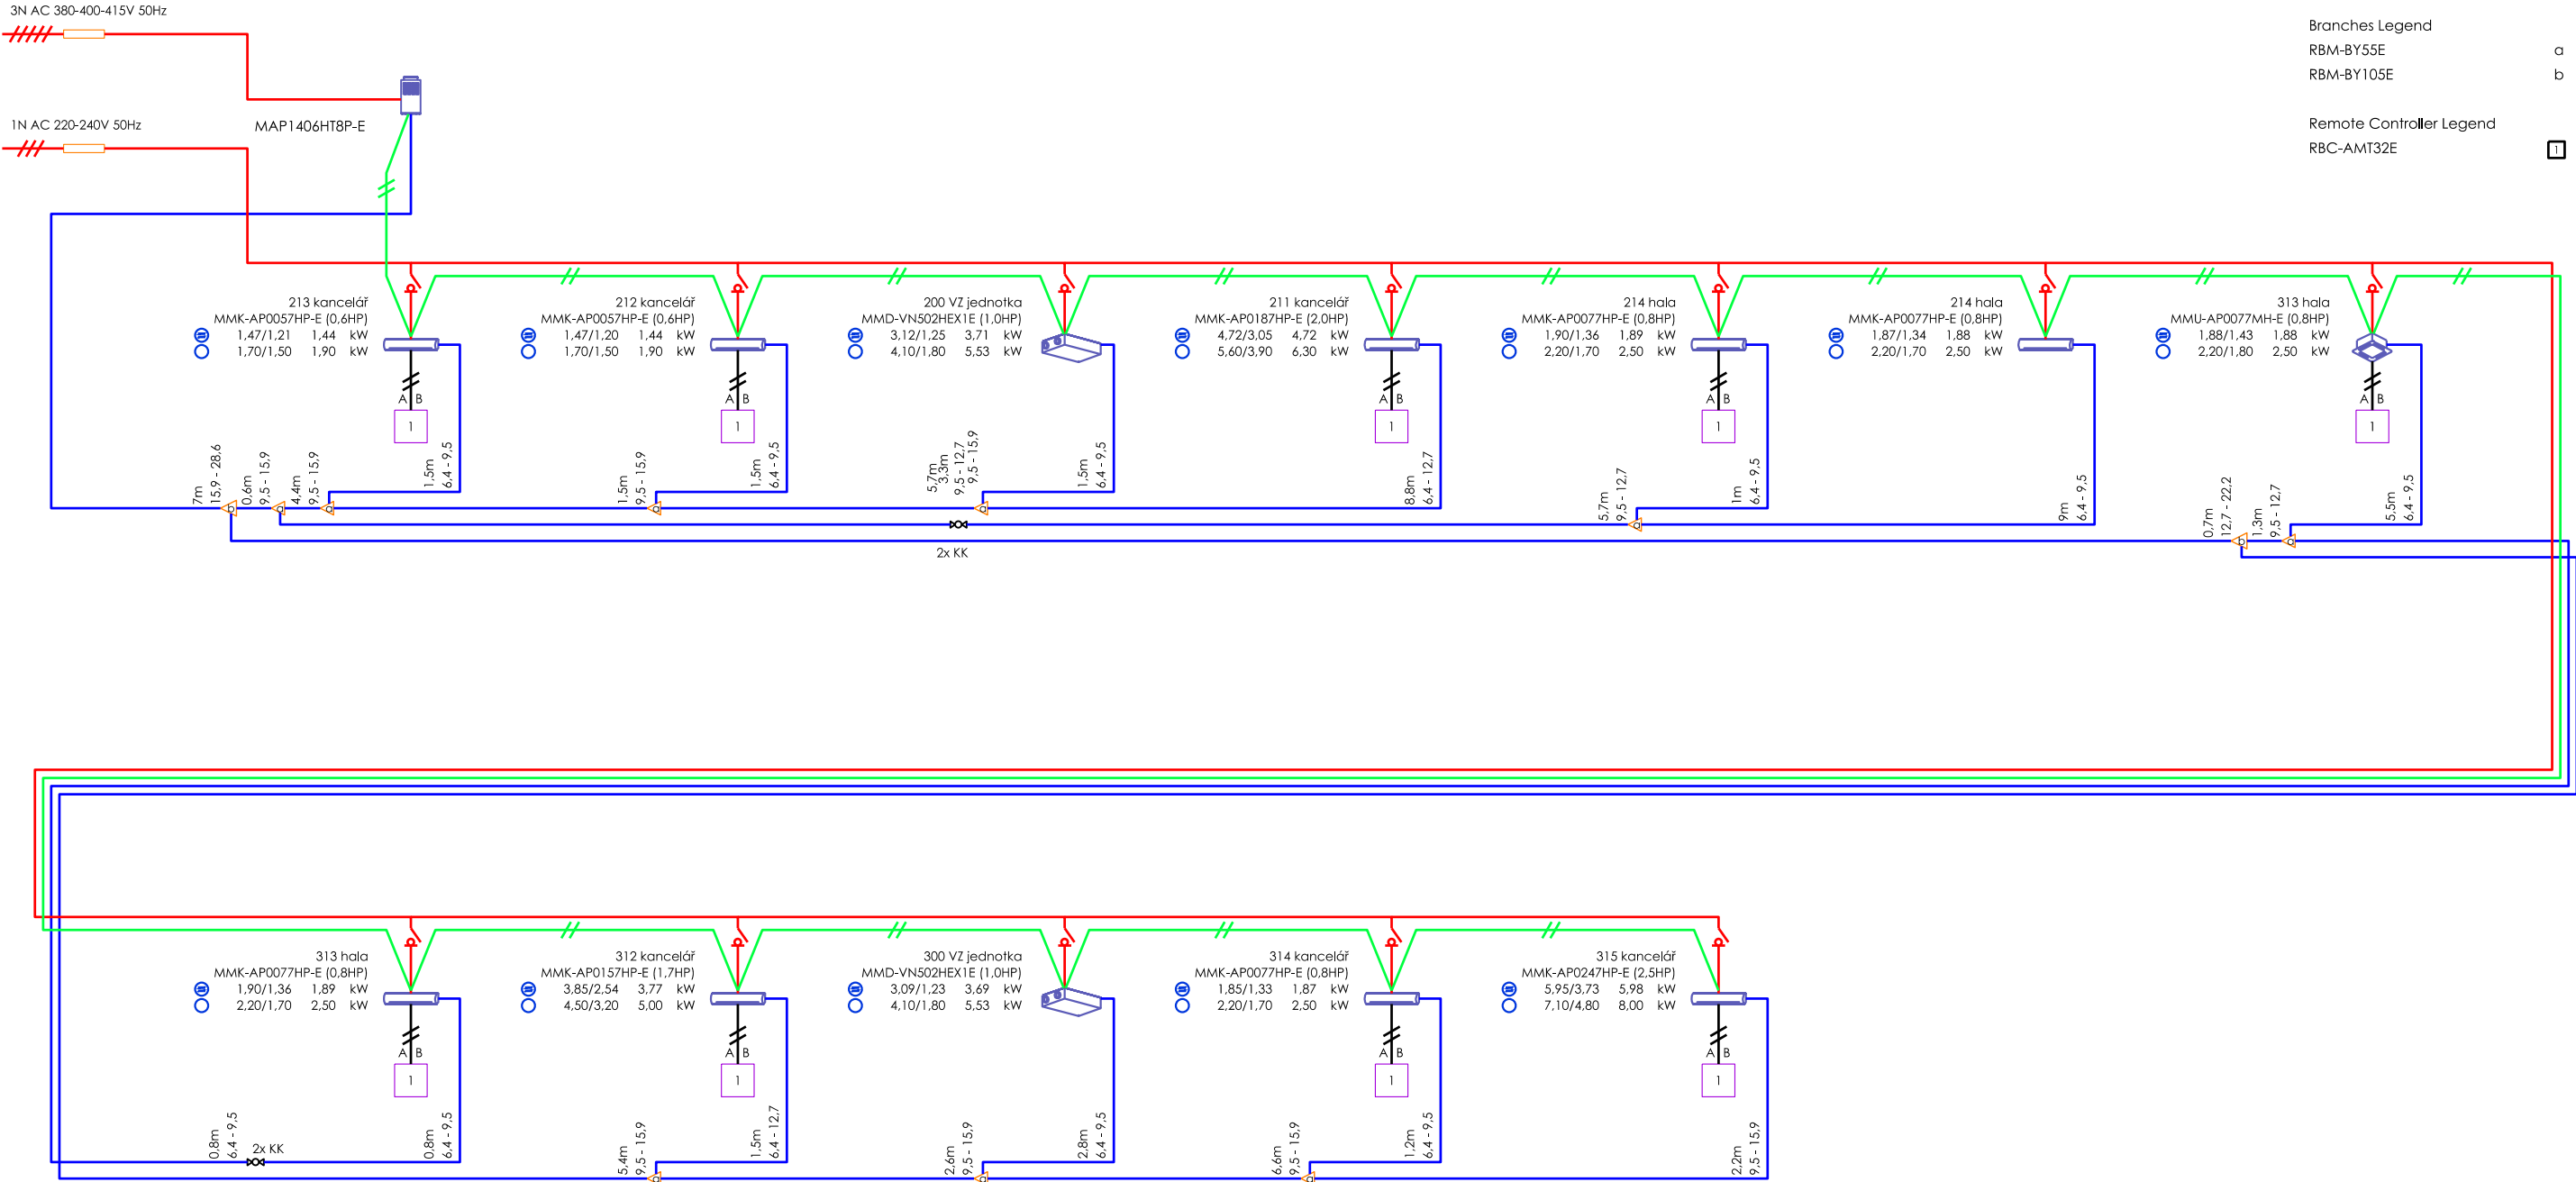 3N AC 380-400-415V 50Hz
1N AC 220-240V 50Hz
MAP1406HT8P-E
Branches Legend
RBM-BY55E a
RBM-BY105E b
Remote Controller Legend
RBC-AMT32E 1
213 kancelář
MMK-AP0057HP-E (0,6HP)
1,47/1,21 1,44 kW
1,70/1,50 1,90 kW
A B
1
1,5m
6,4 - 9,5
212 kancelář
MMK-AP0057HP-E (0,6HP)
1,47/1,20 1,44 kW
1,70/1,50 1,90 kW
A B
1
1,5m
6,4 - 9,5
200 VZ jednotka
MMD-VN502HEX1E (1,0HP)
3,12/1,25 3,71 kW
4,10/1,80 5,53 kW
1,5m
6,4 - 9,5
211 kancelář
MMK-AP0187HP-E (2,0HP)
4,72/3,05 4,72 kW
5,60/3,90 6,30 kW
A B
1
8,8m
6,4 - 12,7
214 hala
MMK-AP0077HP-E (0,8HP)
1,90/1,36 1,89 kW
2,20/1,70 2,50 kW
A B
1
1m
6,4 - 9,5
214 hala
MMK-AP0077HP-E (0,8HP)
1,87/1,34 1,88 kW
2,20/1,70 2,50 kW
9m
6,4 - 9,5
313 hala
MMU-AP0077MH-E (0,8HP)
1,88/1,43 1,88 kW
2,20/1,80 2,50 kW
A B
1
5,5m
6,4 - 9,5
7m
15,9 - 28,6
b
0,6m
9,5 - 15,9
a
4,4m
9,5 - 15,9
a
1,5m
9,5 - 15,9
a
5,7m
3,3m
9,5 - 12,7
9,5 - 15,9
a
5,7m
9,5 - 12,7
a
0,7m
12,7 - 22,2
b
1,3m
9,5 - 12,7
a
2x KK
313 hala
MMK-AP0077HP-E (0,8HP)
1,90/1,36 1,89 kW
2,20/1,70 2,50 kW
A B
1
0,8m
6,4 - 9,5
2x KK
0,8m
6,4 - 9,5
312 kancelář
MMK-AP0157HP-E (1,7HP)
3,85/2,54 3,77 kW
4,50/3,20 5,00 kW
A B
1
5,4m
9,5 - 15,9
a
1,5m
6,4 - 12,7
300 VZ jednotka
MMD-VN502HEX1E (1,0HP)
3,09/1,23 3,69 kW
4,10/1,80 5,53 kW
2,6m
9,5 - 15,9
a
2,8m
6,4 - 9,5
314 kancelář
MMK-AP0077HP-E (0,8HP)
1,85/1,33 1,87 kW
2,20/1,70 2,50 kW
A B
1
6,6m
9,5 - 15,9
a
1,2m
6,4 - 9,5
315 kancelář
MMK-AP0247HP-E (2,5HP)
5,95/3,73 5,98 kW
7,10/4,80 8,00 kW
A B
1
2,2m
9,5 - 15,9